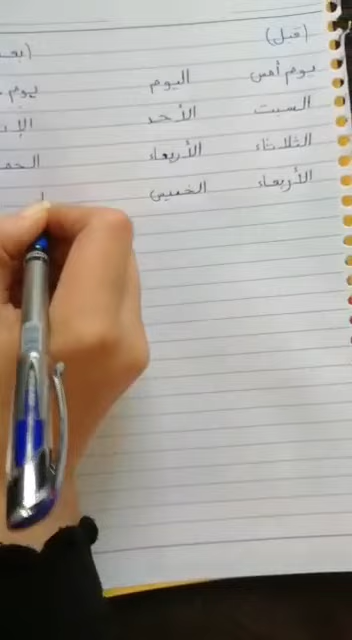 (قبل)
يوم أمس اليوم يوم
السبت الأحد
الثلاثاء الأربعاء
الأربعاء الخميس